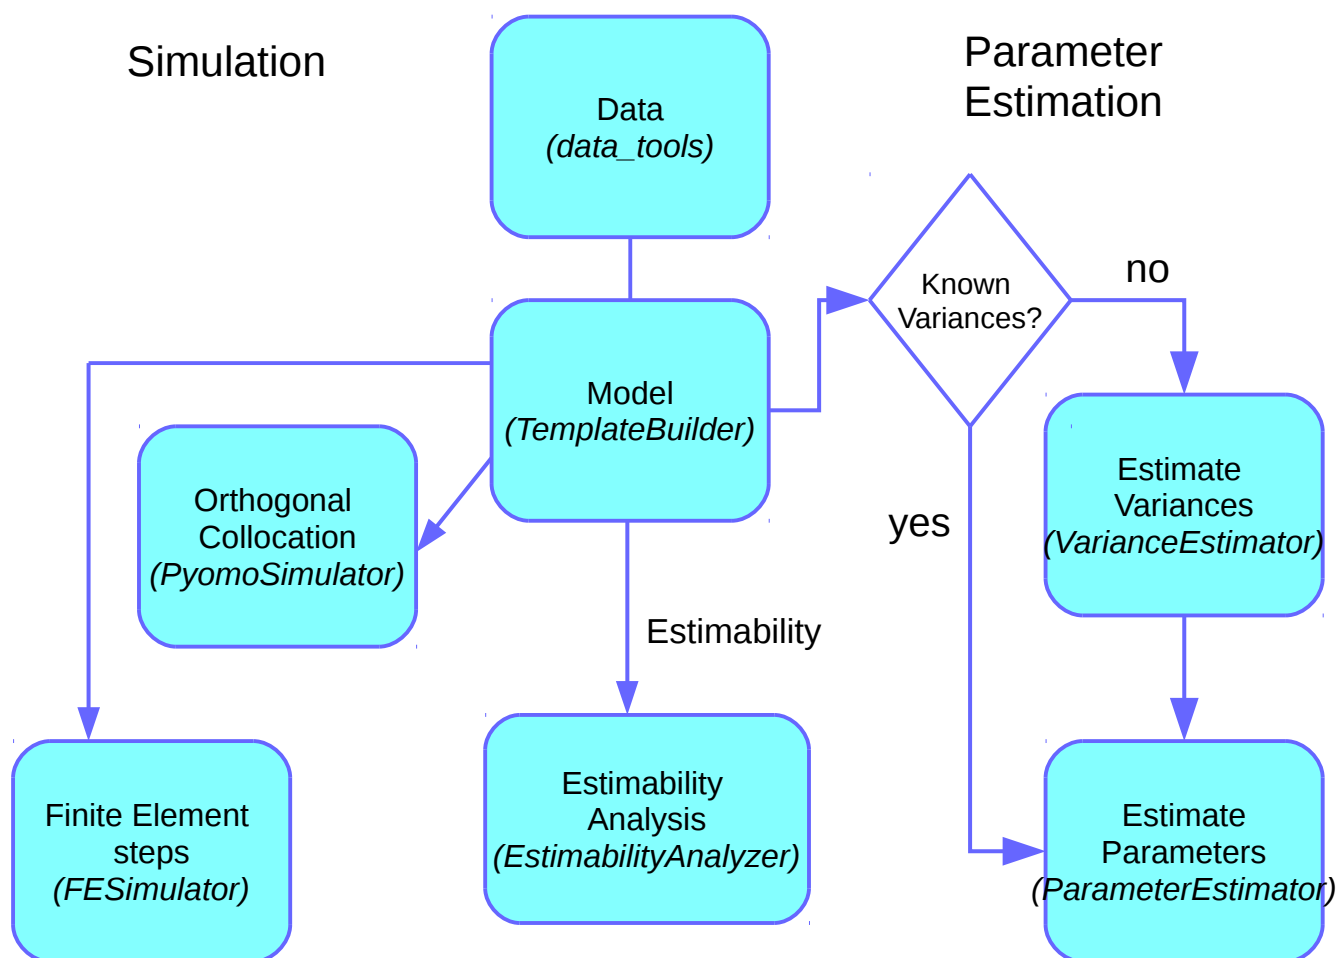 Simulation
Parameter
Estimation
Data
(data_tools)
Known
Variances?
no
Model
(TemplateBuilder)
Orthogonal
Collocation
(PyomoSimulator)
yes
Estimate
Variances
(VarianceEstimator)
Estimability
Finite Element
steps
(FESimulator)
Estimability
Analysis
(EstimabilityAnalyzer)
Estimate
Parameters
(ParameterEstimator)